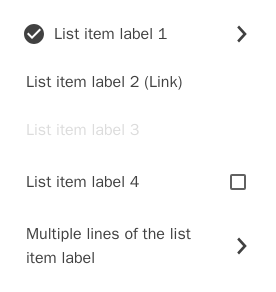 List item label 1
List item label 2 (Link)
List item label 3
List item label 4
Multiple lines of the list
item label